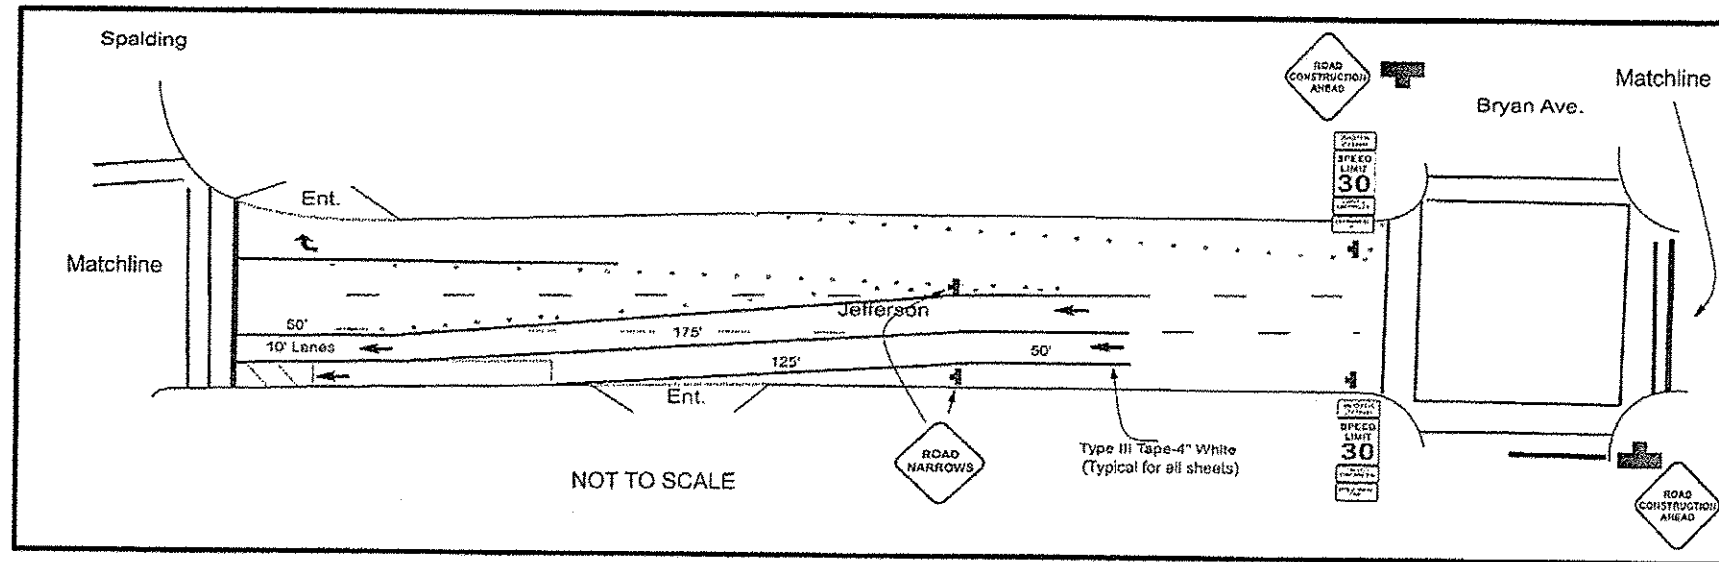 Spalding
ROAD
CONSTRUCTION
AHEAD
Matchline
Bryan Ave.
SPEED
LIMIT
30
Ent.
Matchline
Jefferson
50'
175'
10' Lanes
50'
125'
Ent.
SPEED
LIMIT
30
ROAD
NARROWS
Type III Tape-4" White
(Typical for all sheets)
NOT TO SCALE
ROAD
CONSTRUCTION
AHEAD